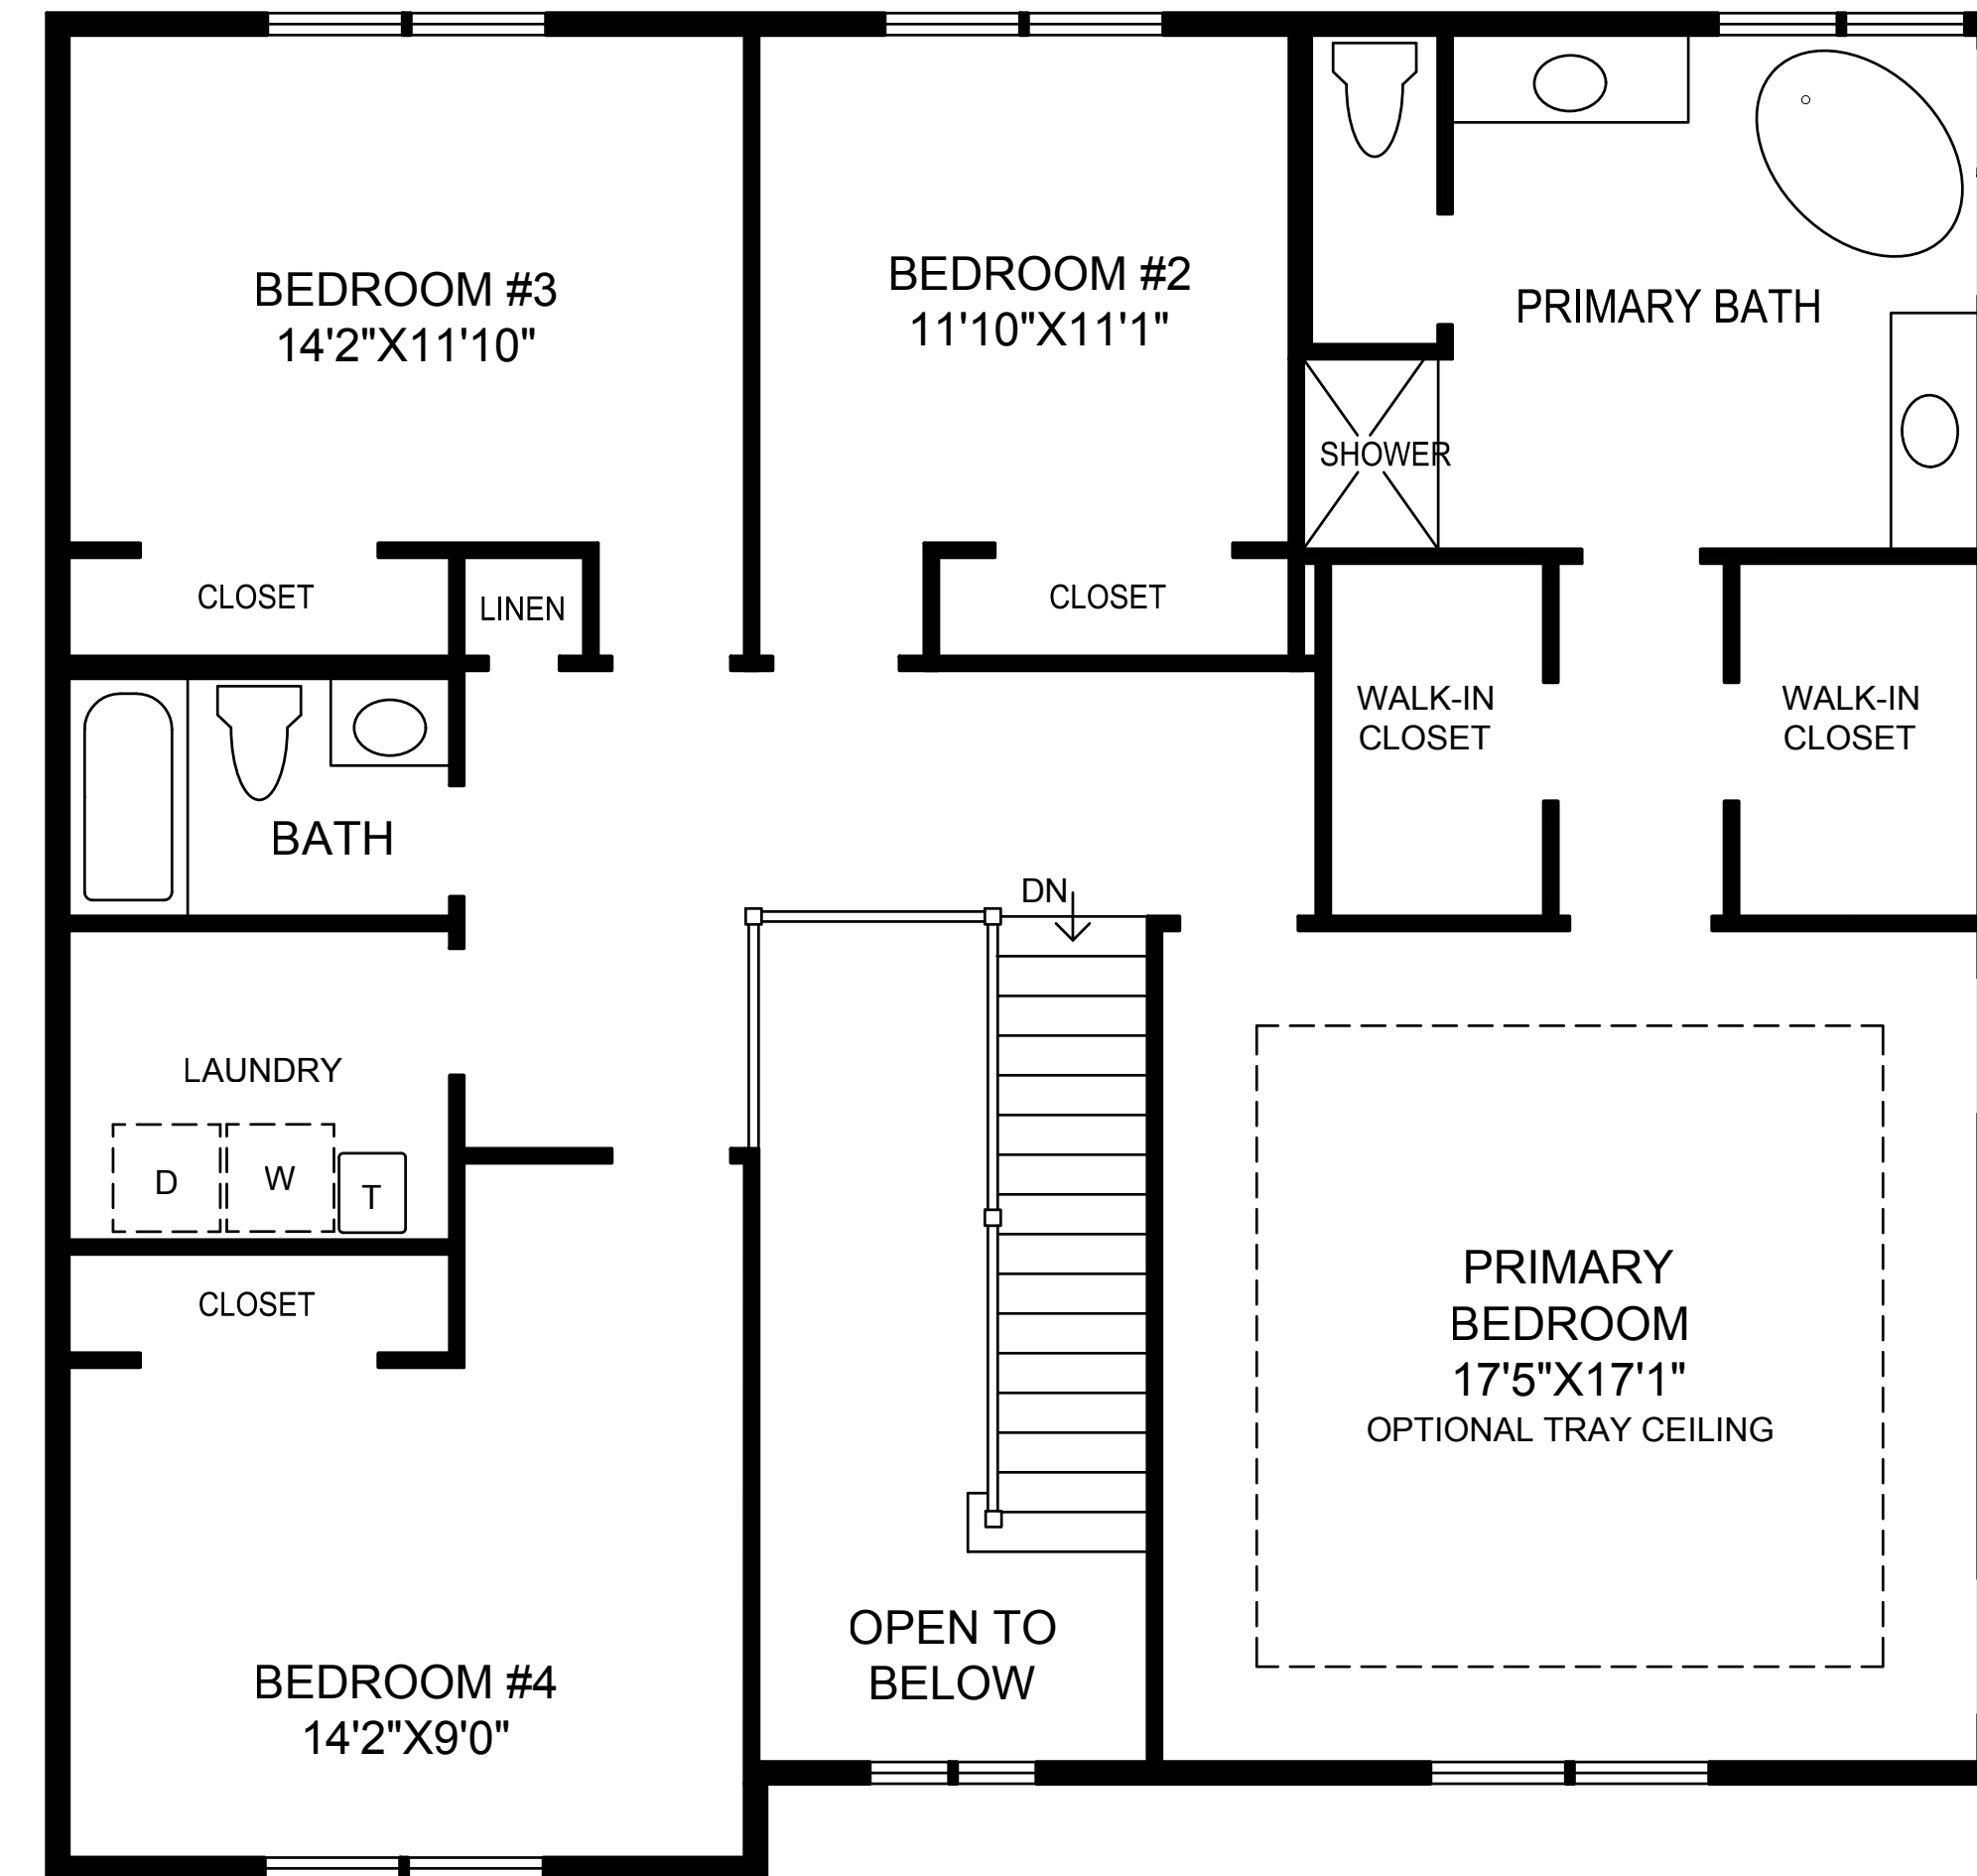 BEDROOM #3
14'2"X11'10"
BEDROOM #2
11'10"X11'1"
PRIMARY BATH
SHOWER
CLOSET
LINEN
CLOSET
WALK-IN
CLOSET
WALK-IN
CLOSET
BATH
DN
LAUNDRY
D
W
T
CLOSET
PRIMARY
BEDROOM
17'5"X17'1"
OPTIONAL TRAY CEILING
OPEN TO
BELOW
BEDROOM #4
14'2"X9'0"